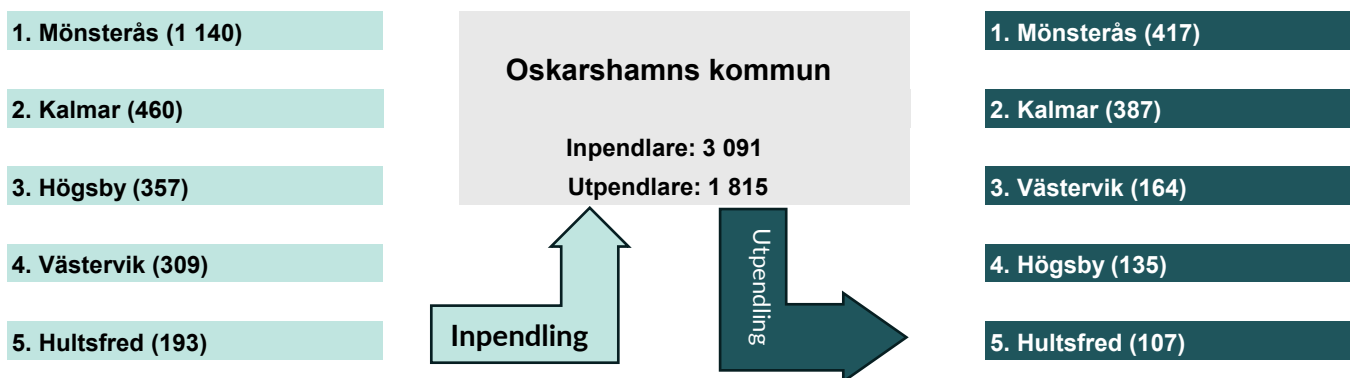 1. Mönsterås (1 140)
2. Kalmar (460)
3. Högsby (357)
4. Västervik (309)
5. Hultsfred (193)
Oskarshamns kommun
Inpendlare: 3 091
Utpendlare: 1 815
Inpendling
Utpendling
1. Mönsterås (417)
2. Kalmar (387)
3. Västervik (164)
4. Högsby (135)
5. Hultsfred (107)